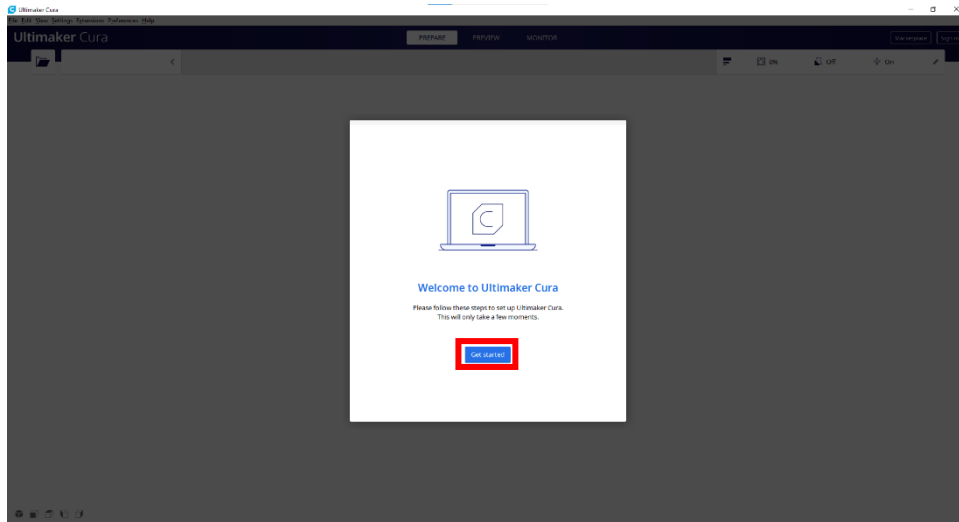 Ultimaker Cura
File Edit View Settings Extensions Preferences Help
Ultimaker Cura
PREPARE PREVIEW MONITOR
Marketplace Sign in
0% Off On
Welcome to Ultimaker Cura
Please follow these steps to set up Ultimaker Cura.
This will only take a few moments.
Get started